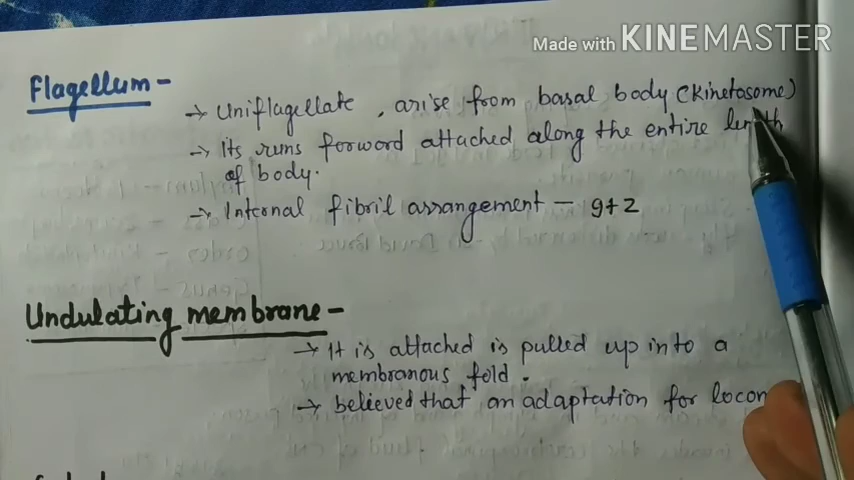 Made with KINEMASTER
Flagellum -
→ Uniflagellate, arise from basal body (Kinetosome)
→ Its runs forward attached along the entire length
of body.
→ Internal fibril arrangement - 9+2
Undulating membrane -
→ It is attached is pulled up into a
membranous fold.
→ believed that an adaptation for locom